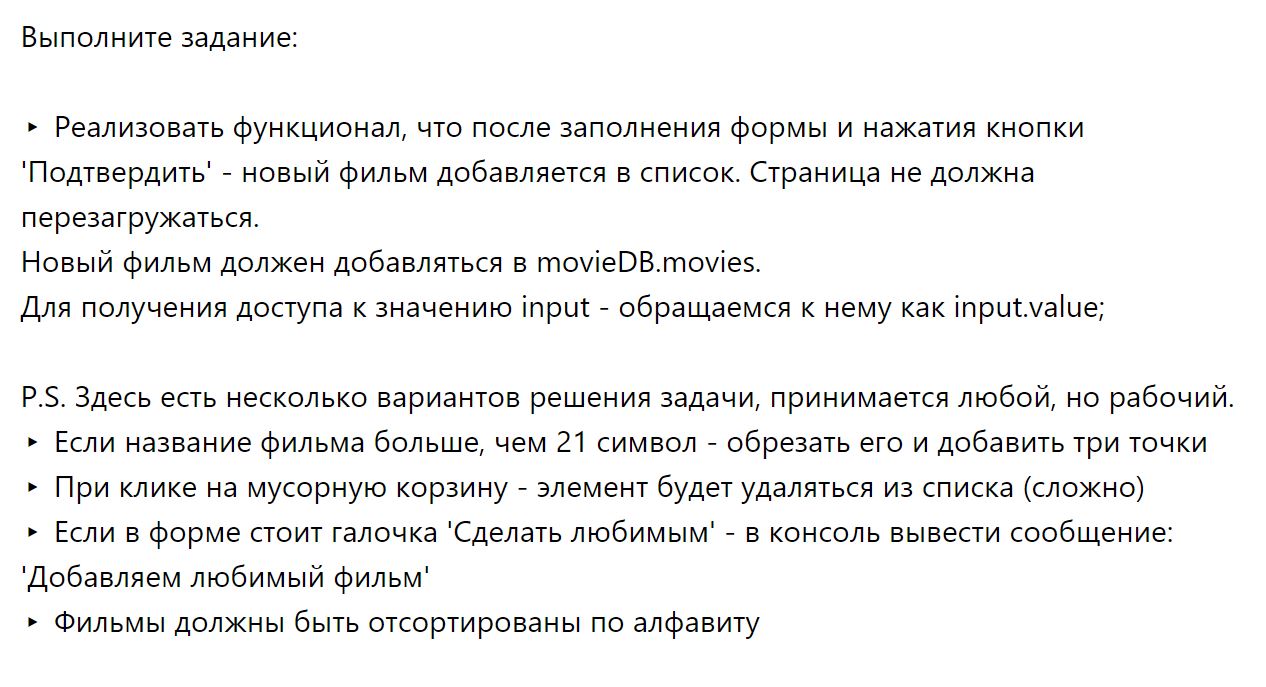 Выполните задание:
‣ Реализовать функционал, что после заполнения формы и нажатия кнопки
'Подтвердить' - новый фильм добавляется в список. Страница не должна
перезагружаться.
Новый фильм должен добавляться в movieDB.movies.
Для получения доступа к значению input - обращаемся к нему как input.value;
P.S. Здесь есть несколько вариантов решения задачи, принимается любой, но рабочий.
‣ Если название фильма больше, чем 21 символ - обрезать его и добавить три точки
‣ При клике на мусорную корзину - элемент будет удаляться из списка (сложно)
‣ Если в форме стоит галочка 'Сделать любимым' - в консоль вывести сообщение:
'Добавляем любимый фильм'
‣ Фильмы должны быть отсортированы по алфавиту